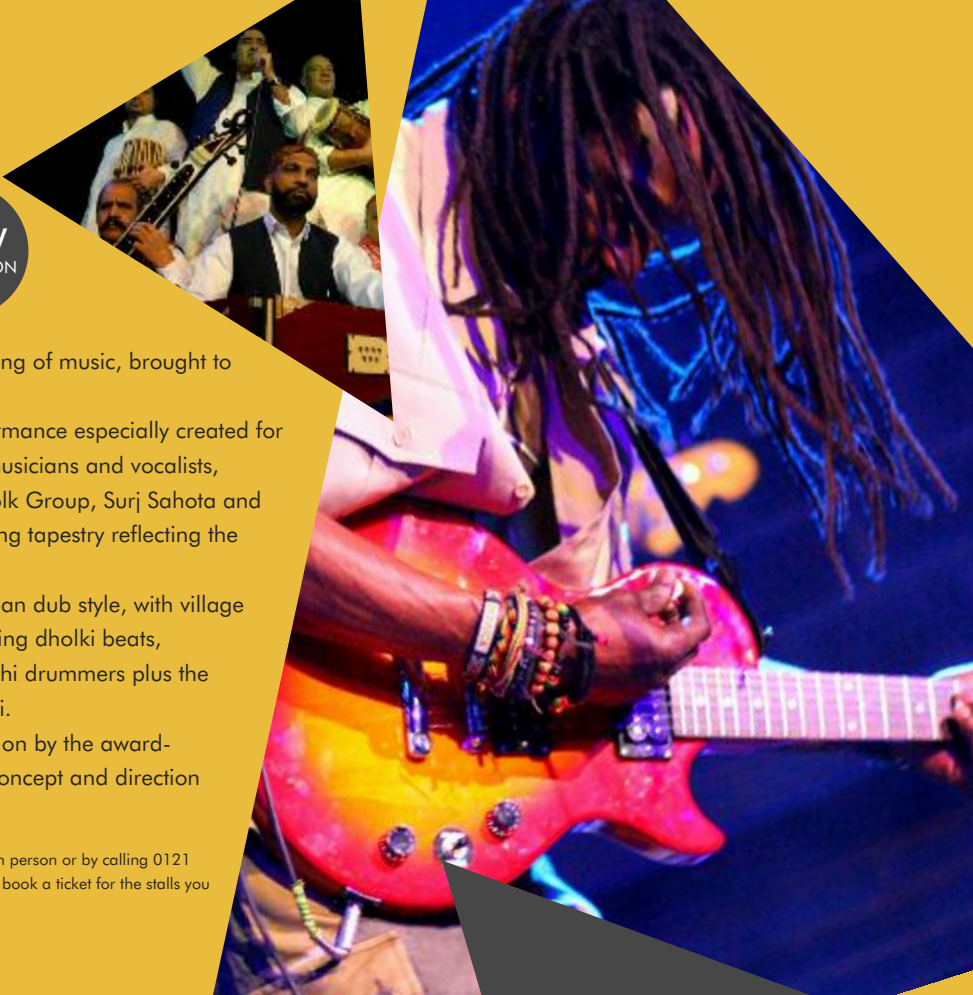 ON
ng of music, brought to
rmance especially created for
usicians and vocalists,
olk Group, Surj Sahota and
ng tapestry reflecting the
an dub style, with village
ing dholki beats,
hi drummers plus the
i.
ion by the award-
oncept and direction
n person or by calling 0121
book a ticket for the stalls you